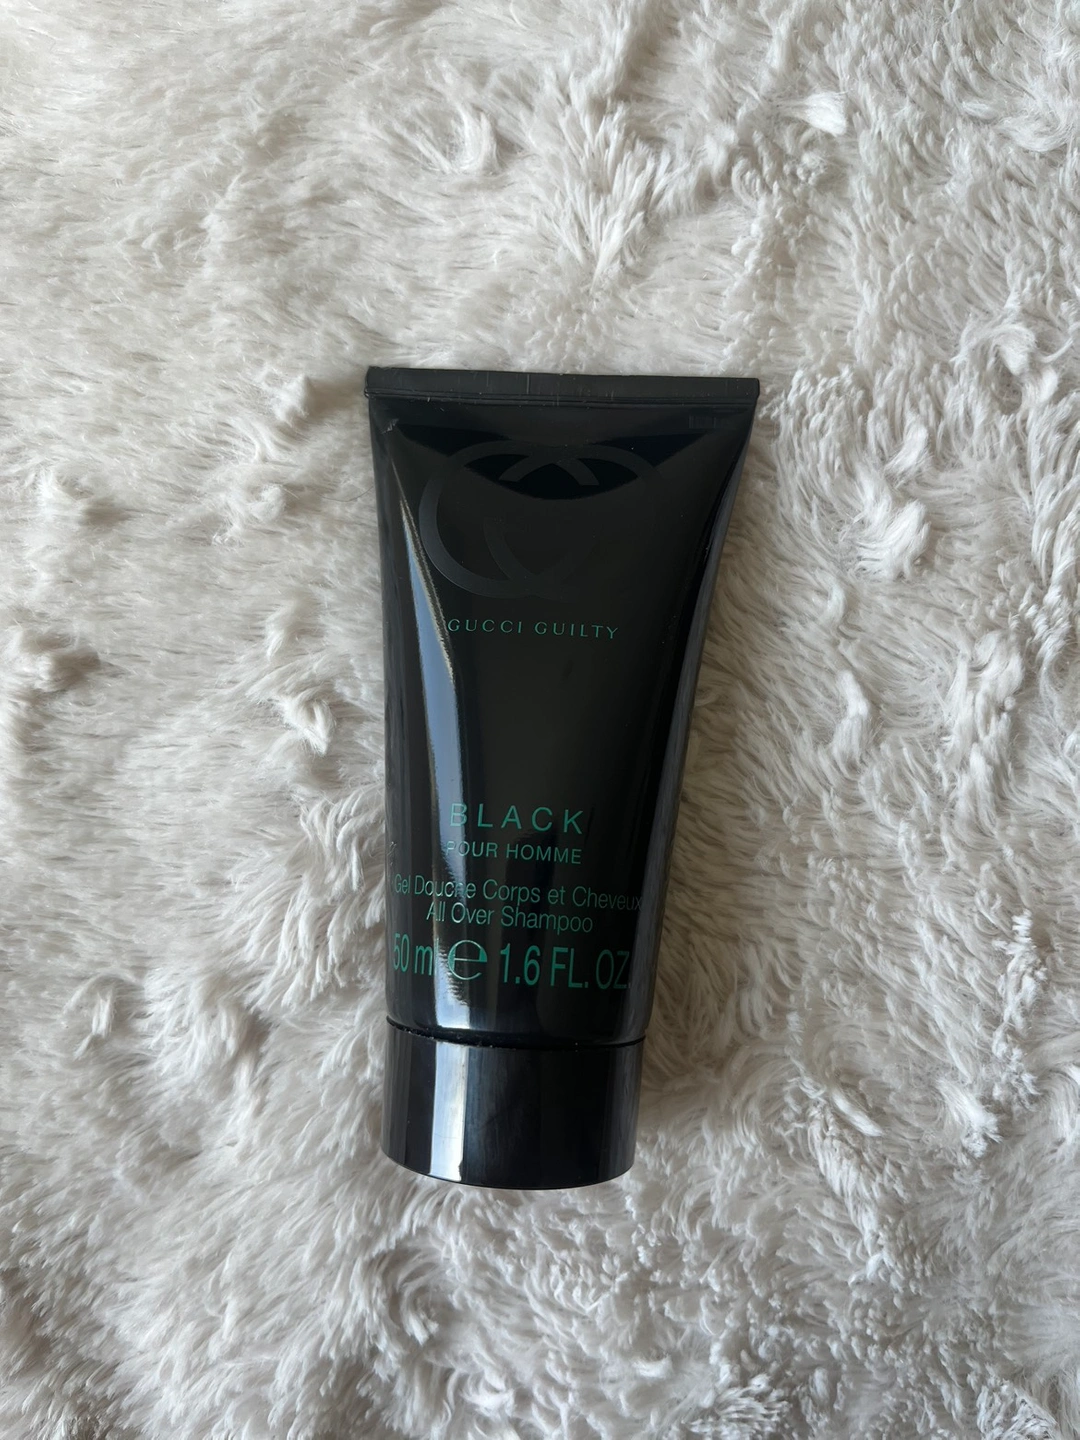 GUCCI GUILTY
BLACK
POUR HOMME
Gel Douche Corps et Cheveux
All Over Shampoo
50 ml ℮ 1.6 FL. OZ.